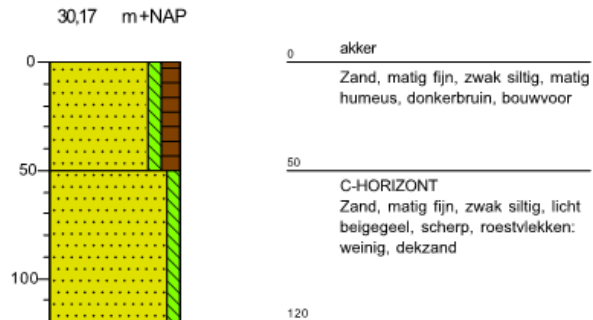 30,17 m+NAP
0
50
100
0
akker
Zand, matig fijn, zwak siltig, matig
humeus, donkerbruin, bouwvoor
50
C-HORIZONT
Zand, matig fijn, zwak siltig, licht
beigegeel, scherp, roestvlekken:
weinig, dekzand
120